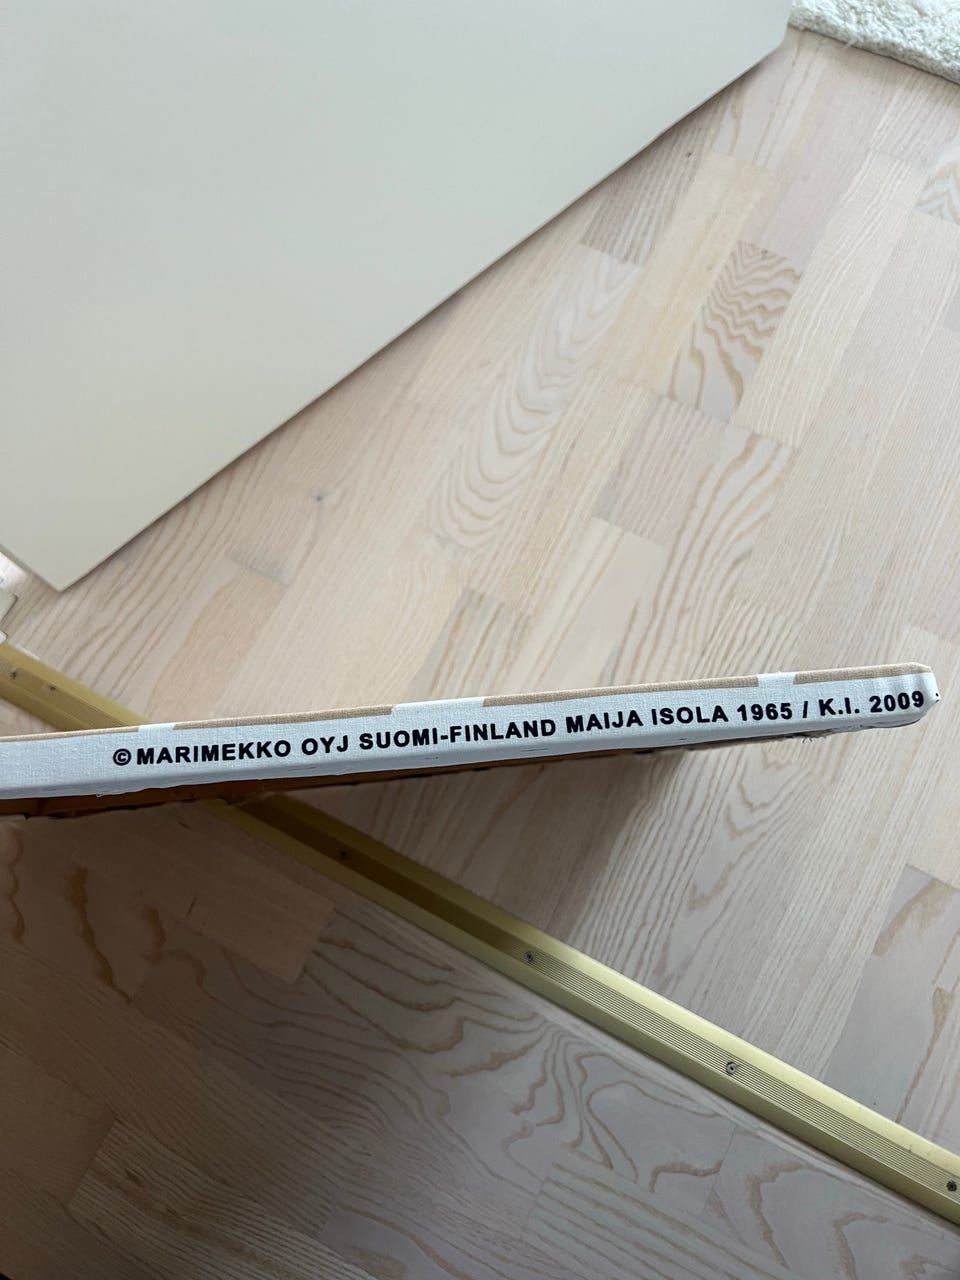 ©MARIMEKKO OYJ SUOMI-FINLAND MAIJA ISOLA 1965 / K.I. 2009